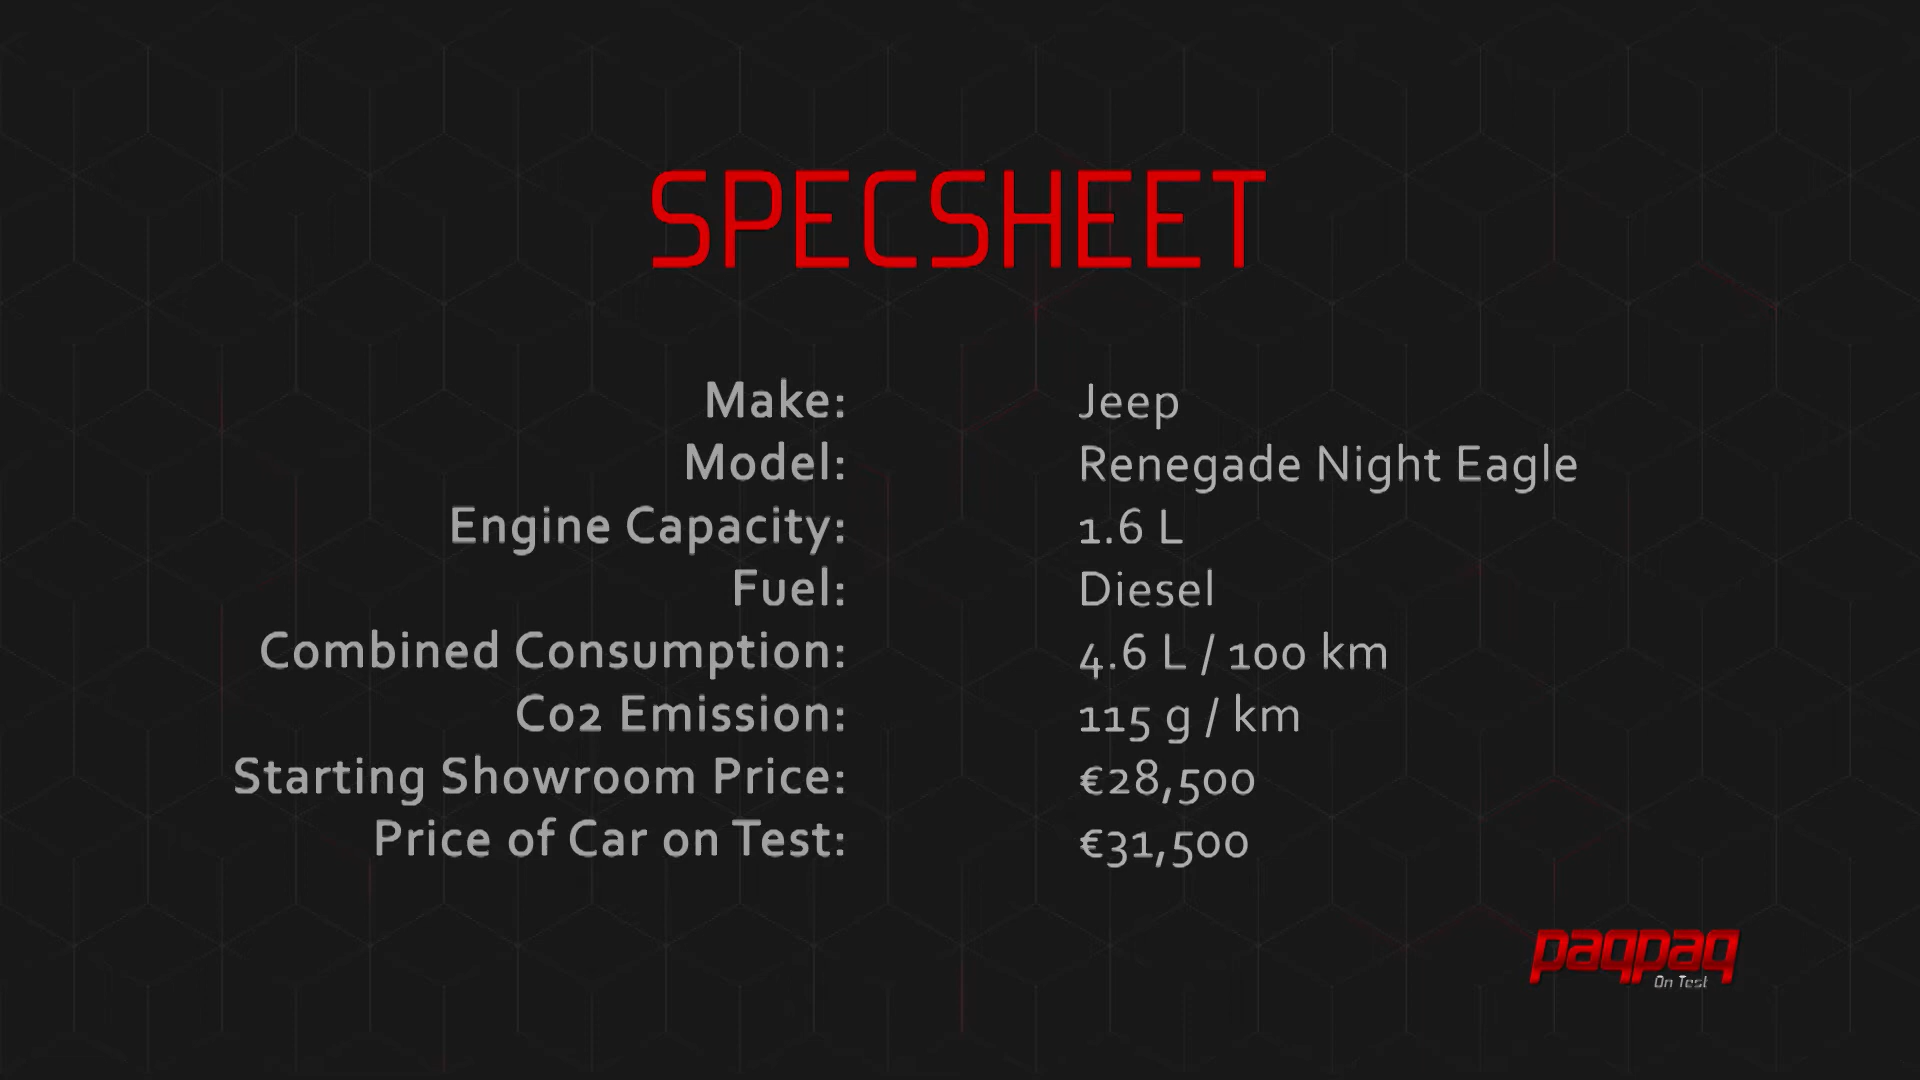 SPECSHEET
Make: Jeep
Model: Renegade Night Eagle
Engine Capacity: 1.6 L
Fuel: Diesel
Combined Consumption: 4.6 L / 100 km
Co2 Emission: 115 g / km
Starting Showroom Price: €28,500
Price of Car on Test: €31,500
paqpaq
On Test